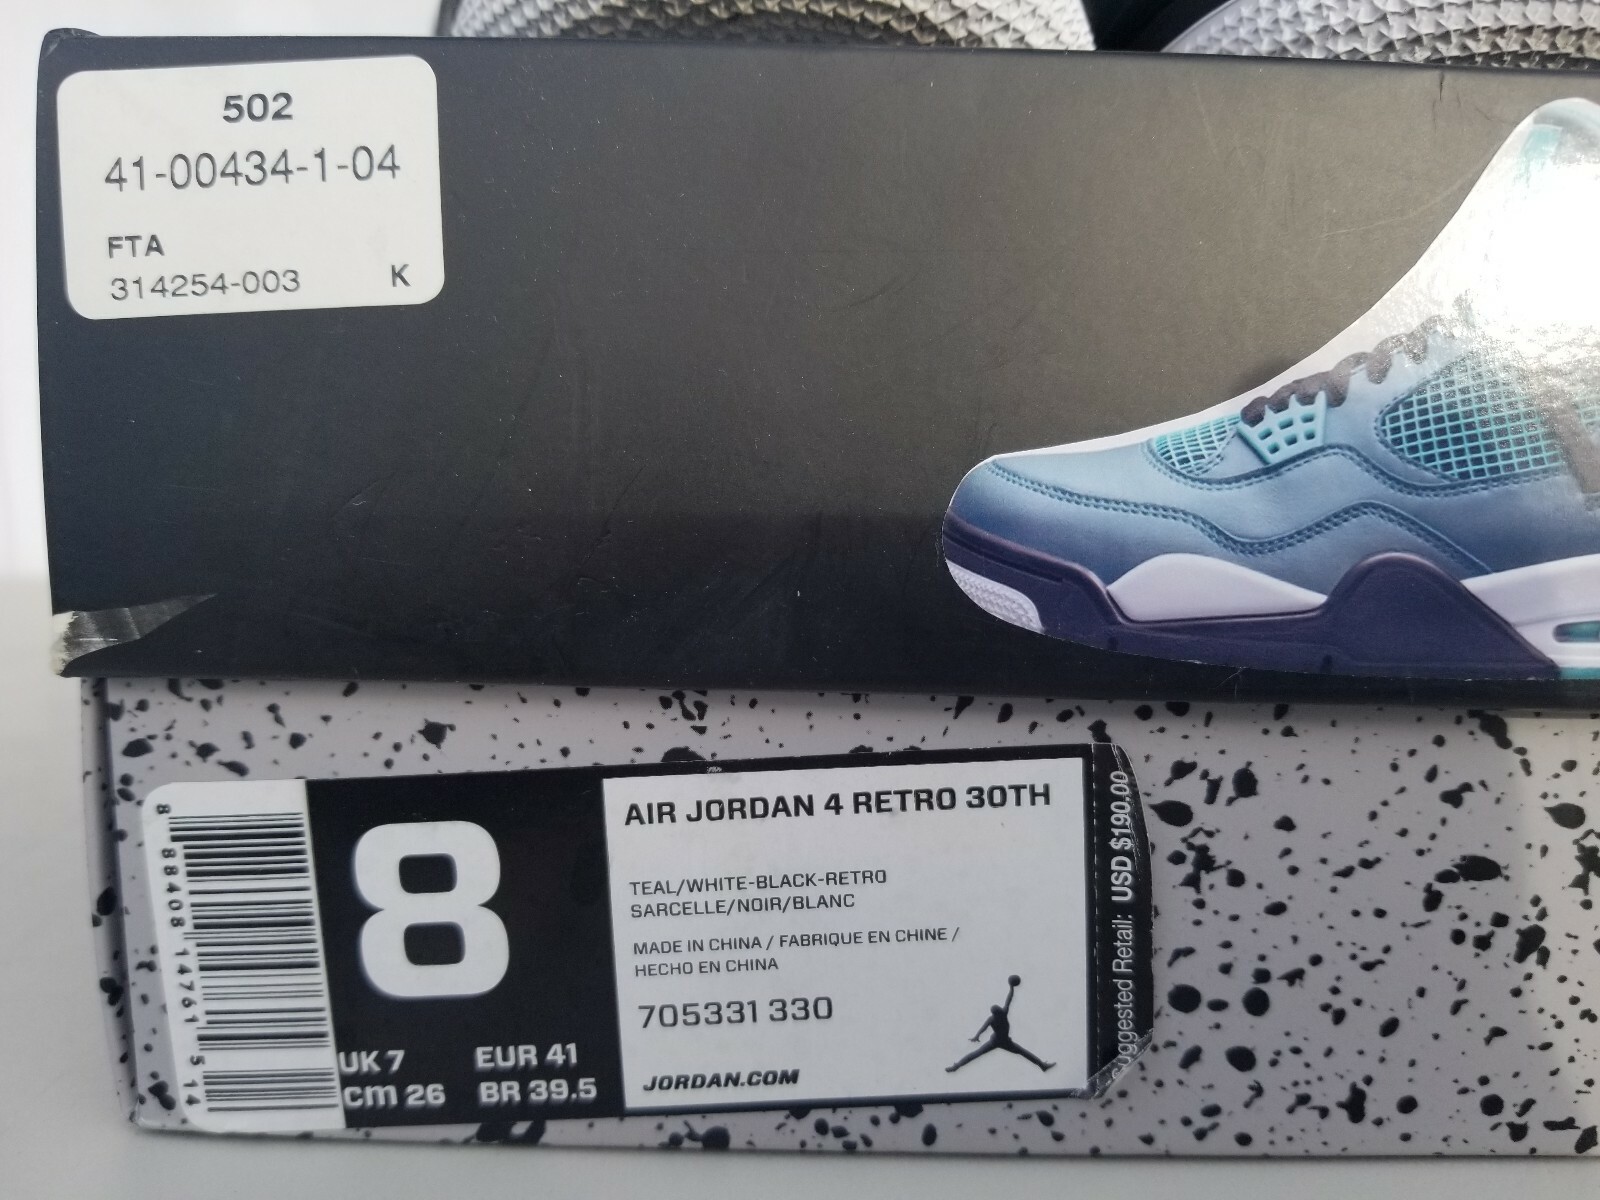 502
41-00434-1-04
FTA
314254-003 K
8 88408 14761 5 14
8
UK 7 EUR 41
cm 26 BR 39.5
AIR JORDAN 4 RETRO 30TH
TEAL/WHITE-BLACK-RETRO
SARCELLE/NOIR/BLANC
MADE IN CHINA / FABRIQUE EN CHINE /
HECHO EN CHINA
705331 330
JORDAN.COM
Suggested Retail: USD $190.00